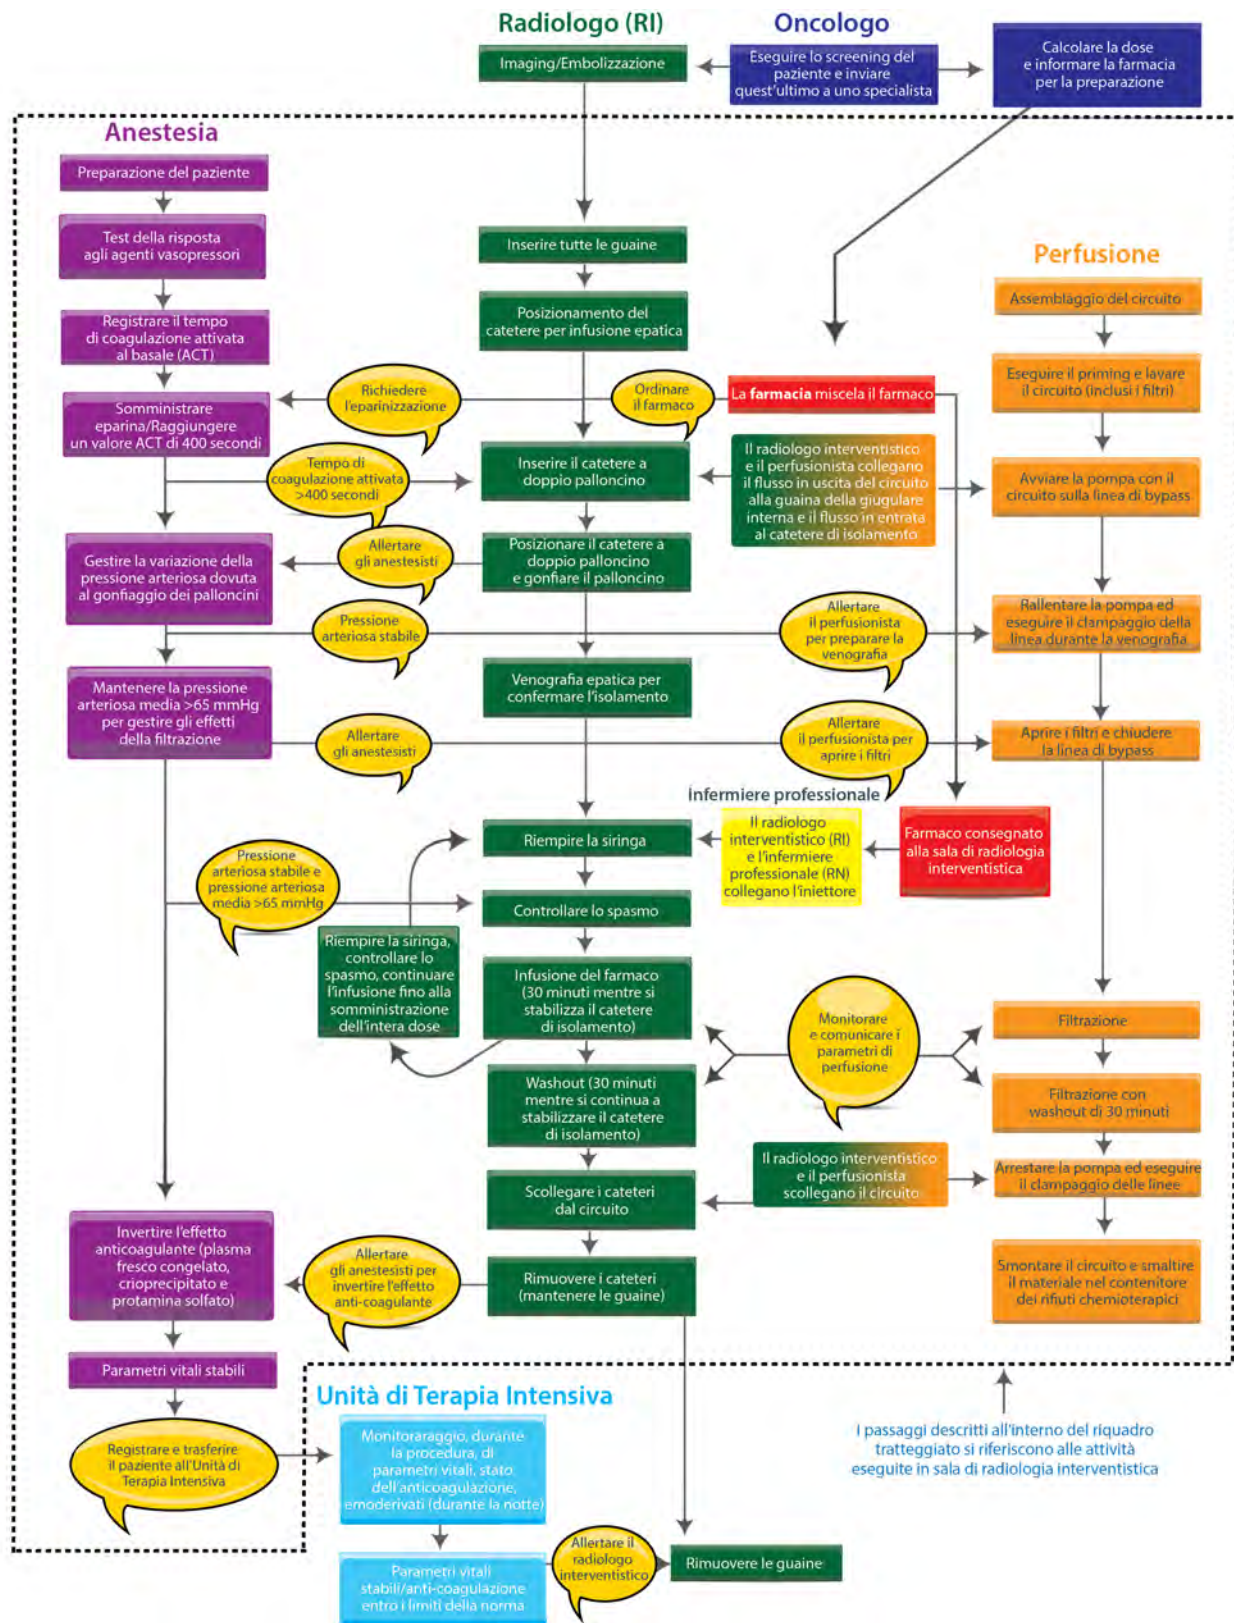 Radiologo (RI)
Oncologo
Imaging/Embolizzazione
Eseguire lo screening del
paziente e inviare
quest'ultimo a uno specialista
Calcolare la dose
e informare la farmacia
per la preparazione
Anestesia
Preparazione del paziente
Test della risposta
agli agenti vasopressori
Registrare il tempo
di coagulazione attivata
al basale (ACT)
Somministrare
eparina/Raggiungere
un valore ACT di 400 secondi
Gestire la variazione della
pressione arteriosa dovuta
al gonfiaggio dei palloncini
Mantenere la pressione
arteriosa media >65 mmHg
per gestire gli effetti
della filtrazione
Inserire tutte le guaine
Posizionamento del
catetere per infusione epatica
Richiedere
l'eparinizzazione
Ordinare
il farmaco
La farmacia miscela il farmaco
Tempo di
coagulazione attivata
>400 secondi
Inserire il catetere a
doppio palloncino
Il radiologo interventistico
e il perfusionista collegano
il flusso in uscita del circuito
alla guaina della giugulare
interna e il flusso in entrata
al catetere di isolamento
Allertare
gli anestesisti
Posizionare il catetere a
doppio palloncino
e gonfiare il palloncino
Pressione
arteriosa stabile
Allertare
il perfusionista
per preparare la
venografia
Venografia epatica per
confermare l'isolamento
Allertare
gli anestesisti
Allertare
il perfusionista per
aprire i filtri
Perfusione
Assemblaggio del circuito
Eseguire il priming e lavare
il circuito (inclusi i filtri)
Avviare la pompa con il
circuito sulla linea di bypass
Rallentare la pompa ed
eseguire il clampaggio della
linea durante la venografia
Aprire i filtri e chiudere
la linea di bypass
Infermiere professionale
Riempire la siringa
Il radiologo
interventistico (RI)
e l'infermiere
professionale (RN)
collegano l'iniettore
Farmaco consegnato
alla sala di radiologia
interventistica
Pressione
arteriosa stabile e
pressione arteriosa
media >65 mmHg
Controllare lo spasmo
Riempire la siringa,
controllare lo
spasmo, continuare
l'infusione fino alla
somministrazione
dell'intera dose
Infusione del farmaco
(30 minuti mentre si
stabilizza il catetere
di isolamento)
Monitorare
e comunicare i
parametri di
perfusione
Filtrazione
Washout (30 minuti
mentre si continua a
stabilizzare il catetere
di isolamento)
Filtrazione con
washout di 30 minuti
Il radiologo interventistico
e il perfusionista
scollegano il circuito
Arrestare la pompa ed eseguire
il clampaggio delle linee
Scollegare i cateteri
dal circuito
Invertire l'effetto
anticoagulante (plasma
fresco congelato,
crioprecipitato e
protamina solfato)
Allertare
gli anestesisti per
invertire l'effetto
anti-coagulante
Rimuovere i cateteri
(mantenere le guaine)
Smontare il circuito e smaltire
il materiale nel contenitore
dei rifiuti chemioterapici
Parametri vitali stabili
Registrare e trasferire
il paziente all'Unità di
Terapia Intensiva
Unità di Terapia Intensiva
Monitoraraggio, durante
la procedura, di
parametri vitali, stato
dell'anticoagulazione,
emoderivati (durante la notte)
I passaggi descritti all'interno del riquadro
tratteggiato si riferiscono alle attività
eseguite in sala di radiologia interventistica
Parametri vitali
stabili/anti-coagulazione
entro i limiti della norma
Allertare il
radiologo
interventistico
Rimuovere le guaine